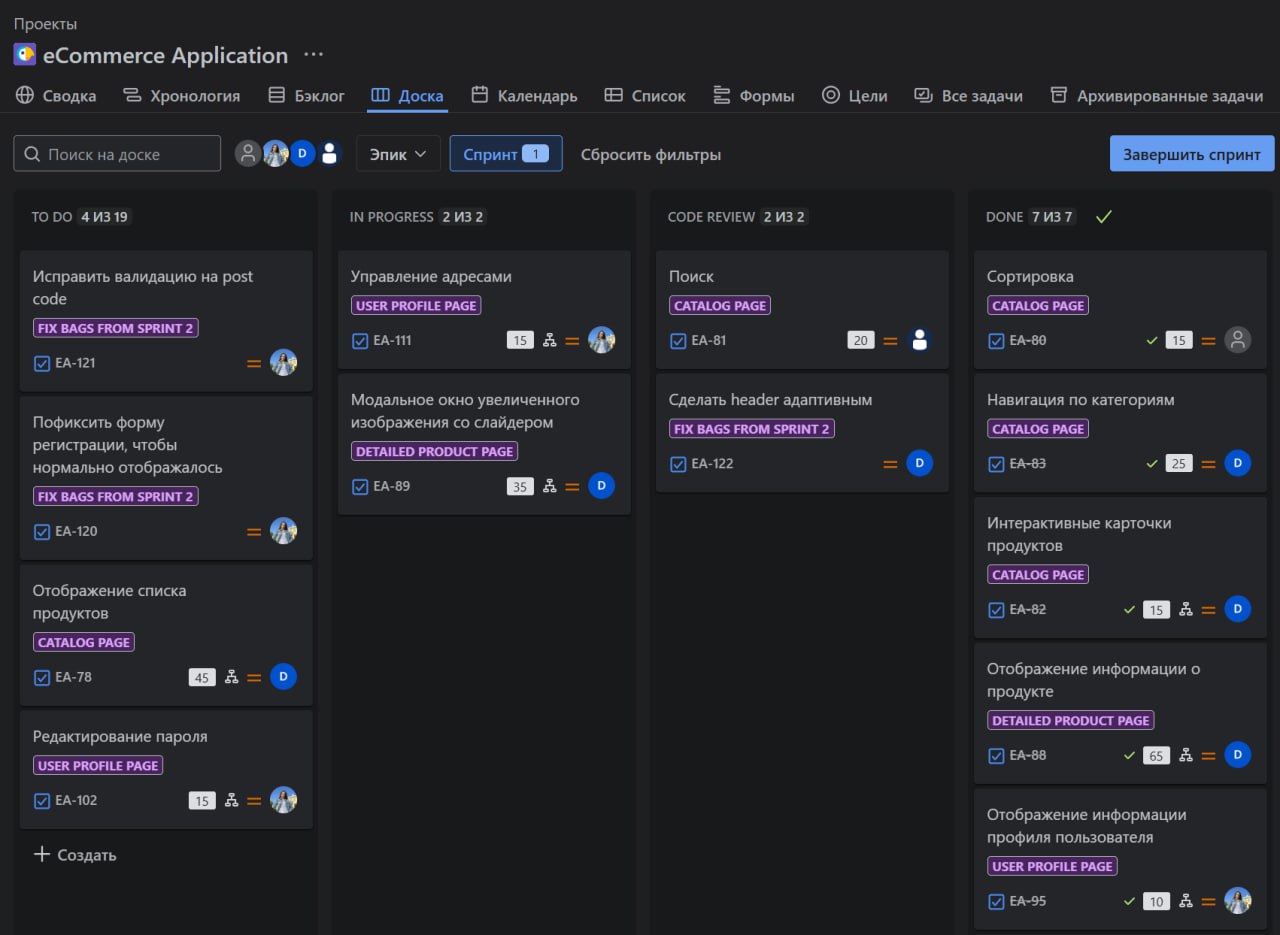 Проекты
eCommerce Application
Сводка Хронология Бэклог Доска Календарь Список Формы Цели Все задачи Архивированные задачи
Поиск на доске D Эпик Спринт 1 Сбросить фильтры Завершить спринт
TO DO 4 ИЗ 19
Исправить валидацию на post
code
FIX BAGS FROM SPRINT 2
EA-121
Пофиксить форму
регистрации, чтобы
нормально отображалось
FIX BAGS FROM SPRINT 2
EA-120
Отображение списка
продуктов
CATALOG PAGE
EA-78 45 D
Редактирование пароля
USER PROFILE PAGE
EA-102 15
Создать
IN PROGRESS 2 ИЗ 2
Управление адресами
USER PROFILE PAGE
EA-111 15
Модальное окно увеличенного
изображения со слайдером
DETAILED PRODUCT PAGE
EA-89 35 D
CODE REVIEW 2 ИЗ 2
Поиск
CATALOG PAGE
EA-81 20
Сделать header адаптивным
FIX BAGS FROM SPRINT 2
EA-122 D
DONE 7 ИЗ 7
Сортировка
CATALOG PAGE
EA-80 15
Навигация по категориям
CATALOG PAGE
EA-83 25 D
Интерактивные карточки
продуктов
CATALOG PAGE
EA-82 15 D
Отображение информации о
продукте
DETAILED PRODUCT PAGE
EA-88 65 D
Отображение информации
профиля пользователя
USER PROFILE PAGE
EA-95 10